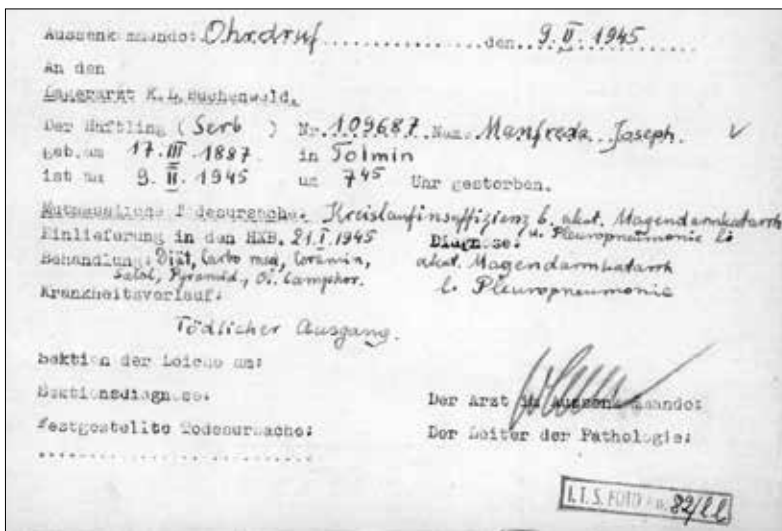 Aussenkommando: Ohrdruf ................ den.. 9. II. 1945 .......
An den
Lagerarzt K.L. Buchenwald.
Der Häftling ( Serb ) Nr. 109687. Nam. Manfreda Joseph. ✓
geb. am 17. III. 1887 in Tolmin
ist am 9. II. 1945 um 7 45 Uhr gestorben.
Mutmassliche Todesursache. Kreislaufinsuffizienz b. akut. Magendarmkatarrh
u. Pleuropneumonie li
Einlieferung in den HKB. 21. I. 1945 Diagnose:
Behandlung: Diät, Carbo med, Coramin, akut. Magendarmkatarrh
Salol, Pyramid., Ol. Camphor. l. Pleuropneumonie
Krankheitsverlauf:
Tödlicher Ausgang.
Sektion der Leiche am:
Sektionsdiagnose: Der Arzt im Aussenkommando:
Festgestellte Todesursache: Der Leiter der Pathologie:
............................
I.T.S. FOTO 82/22